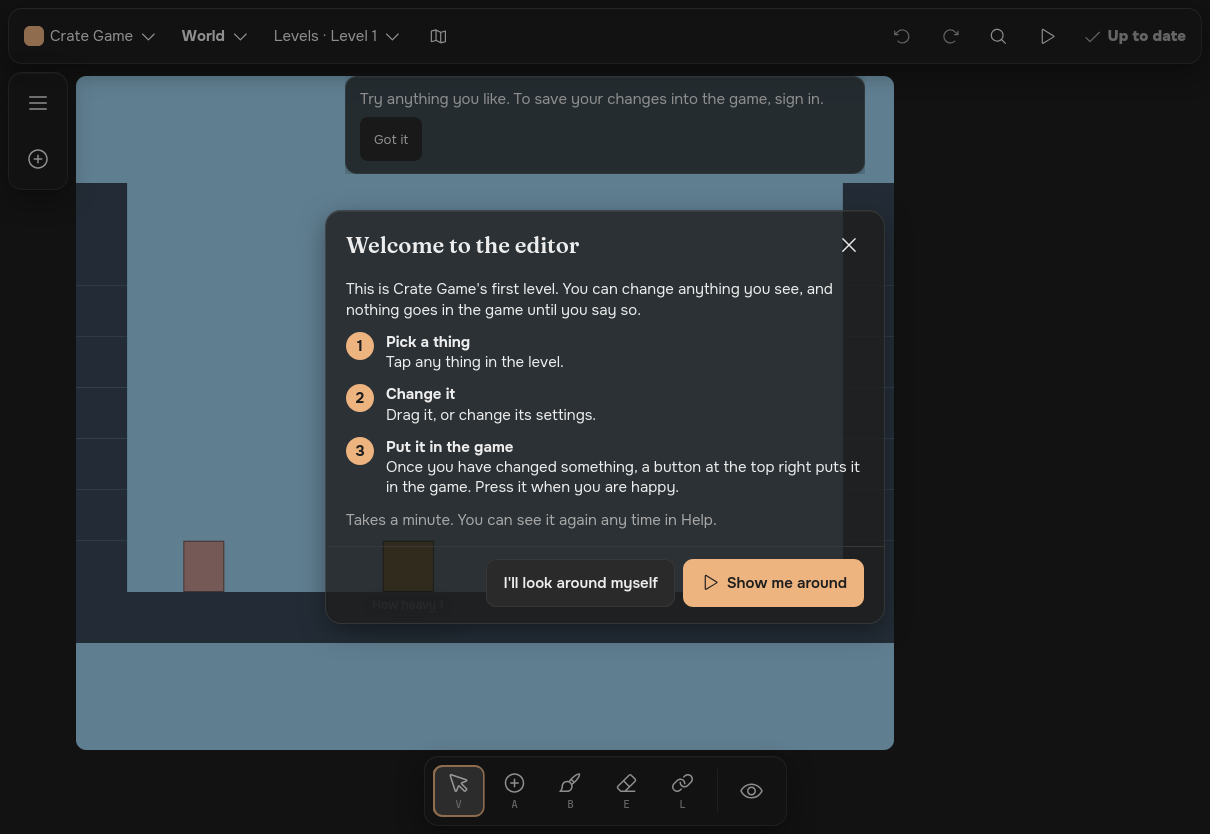 Crate Game
World
Levels · Level 1
Up to date
Try anything you like. To save your changes into the game, sign in.
Got it
Welcome to the editor
This is Crate Game's first level. You can change anything you see, and
nothing goes in the game until you say so.
1
Pick a thing
Tap any thing in the level.
2
Change it
Drag it, or change its settings.
3
Put it in the game
Once you have changed something, a button at the top right puts it
in the game. Press it when you are happy.
Takes a minute. You can see it again any time in Help.
I'll look around myself
Show me around
How heavy 1
V
A
B
E
L